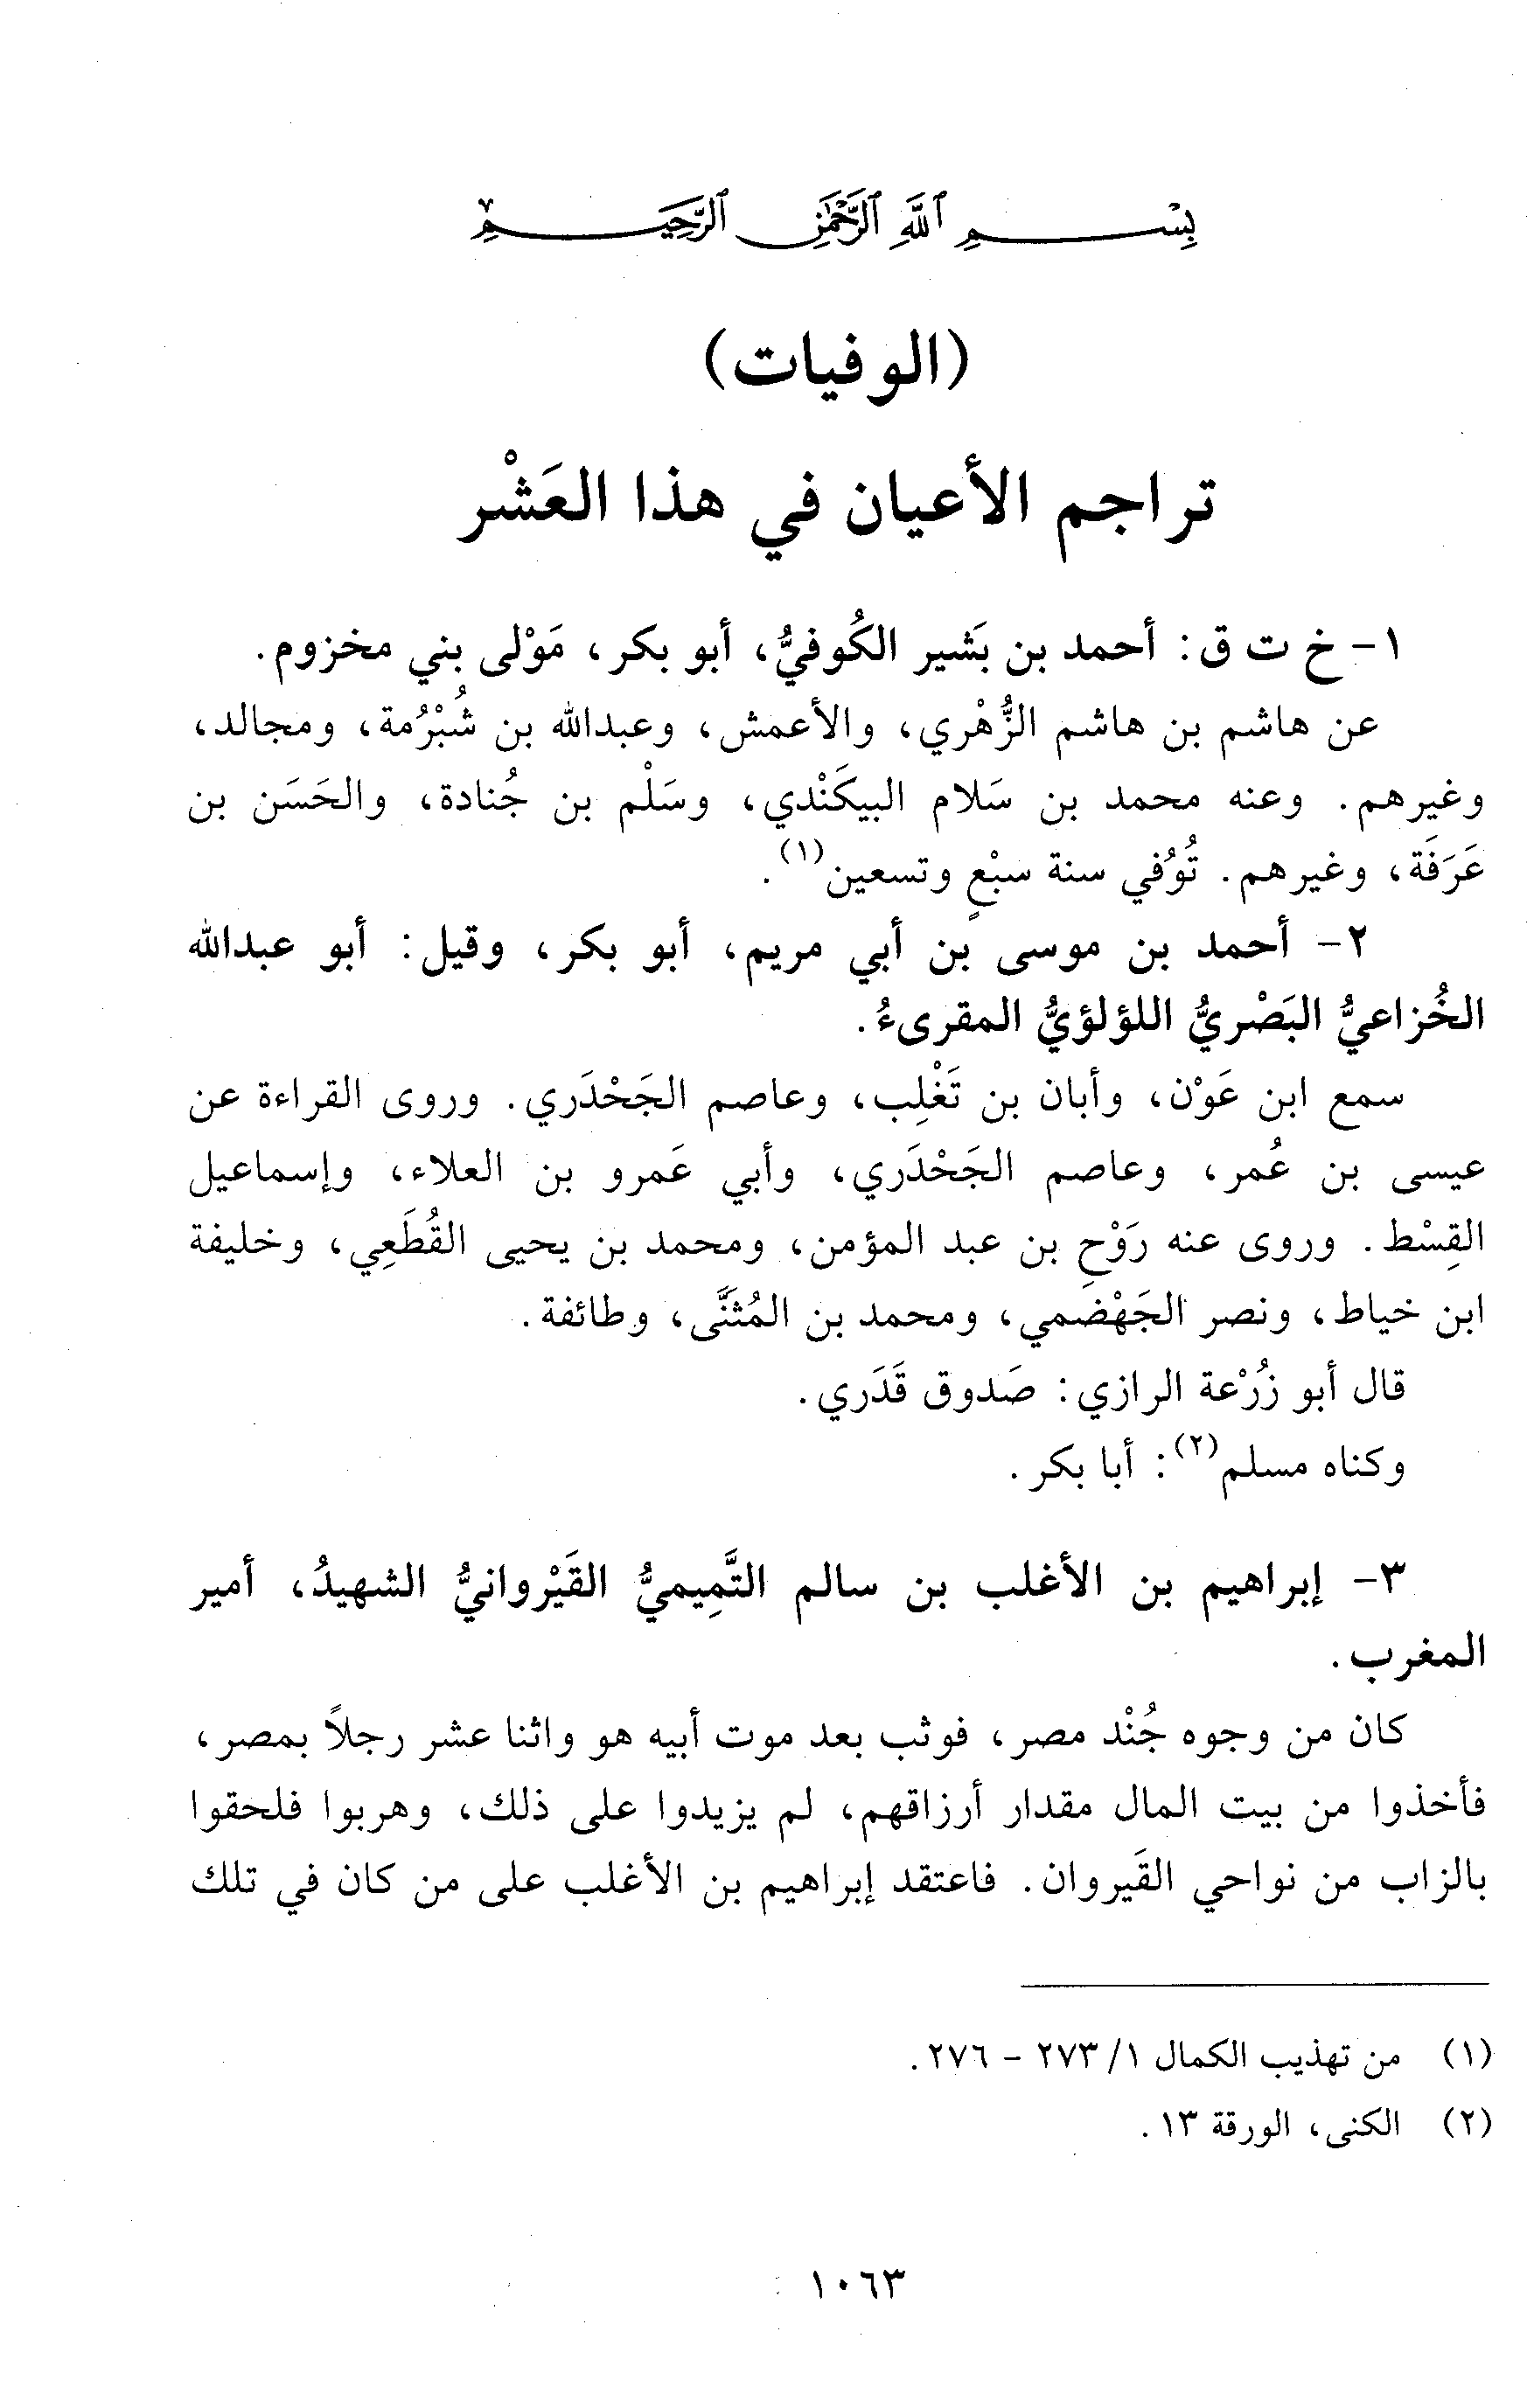 بِسْمِ ٱللَّهِ ٱلرَّحْمَٰنِ ٱلرَّحِيمِ
(الوفيات)
تراجم الأعيان في هذا العَشْر
١- خ ت ق: أحمد بن بَشير الكُوفيُّ، أبو بكر، مَوْلى بني مخزوم.
عن هاشم بن هاشم الزُّهْري، والأعمش، وعبدالله بن شُبْرُمة، ومجالد،
وغيرهم. وعنه محمد بن سَلام البيكَنْدي، وسَلْم بن جُنادة، والحَسَن بن
عَرَفَة، وغيرهم. تُوُفي سنة سبْعٍ وتسعين(١).
٢- أحمد بن موسى بن أبي مريم، أبو بكر، وقيل: أبو عبدالله
الخُزاعيُّ البَصْريُّ اللؤلؤيُّ المقرىءُ.
سمع ابن عَوْن، وأبان بن تَغْلِب، وعاصم الجَحْدَري. وروى القراءة عن
عيسى بن عُمر، وعاصم الجَحْدَري، وأبي عَمرو بن العلاء، وإسماعيل
القِسْط. وروى عنه رَوْحِ بن عبد المؤمن، ومحمد بن يحيى القُطَعِي، وخليفة
ابن خياط، ونصر الجَهْضمي، ومحمد بن المُثنَّى، وطائفة.
قال أبو زُرْعة الرازي: صَدوق قَدَري.
وكناه مسلم(٢): أبا بكر.
٣- إبراهيم بن الأغلب بن سالم التَّمِيميُّ القَيْروانيُّ الشهيدُ، أمير
المغرب.
كان من وجوه جُنْد مصر، فوثب بعد موت أبيه هو واثنا عشر رجلاً بمصر،
فأخذوا من بيت المال مقدار أرزاقهم، لم يزيدوا على ذلك، وهربوا فلحقوا
بالزاب من نواحي القَيروان. فاعتقد إبراهيم بن الأغلب على من كان في تلك
(١) من تهذيب الكمال ١/ ٢٧٣ - ٢٧٦.
(٢) الكنى، الورقة ١٣.
١٠٦٣